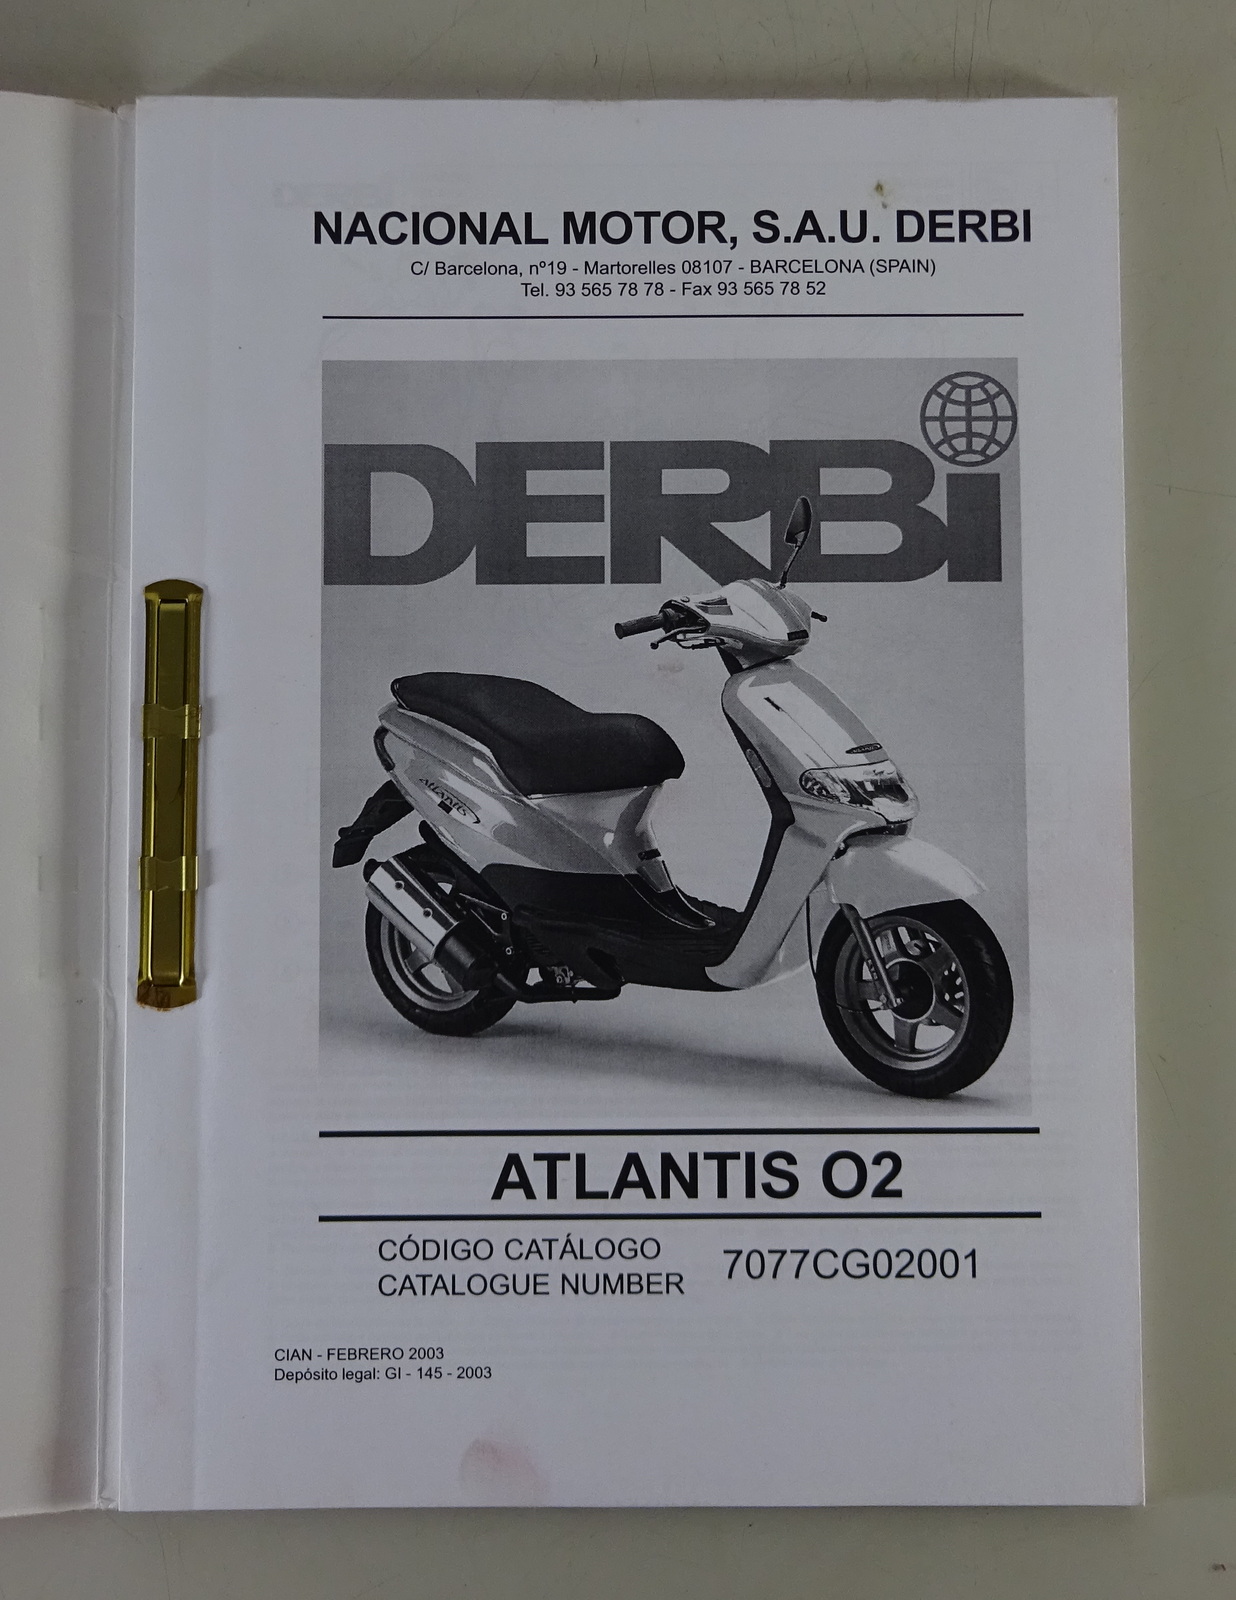 NACIONAL MOTOR, S.A.U. DERBI
C/ Barcelona, nº19 - Martorelles 08107 - BARCELONA (SPAIN)
Tel. 93 565 78 78 - Fax 93 565 78 52
DERBi
ATLANTIS
ATLANTIS O2
CÓDIGO CATÁLOGO
CATALOGUE NUMBER
7077CG02001
CIAN - FEBRERO 2003
Depósito legal: GI - 145 - 2003